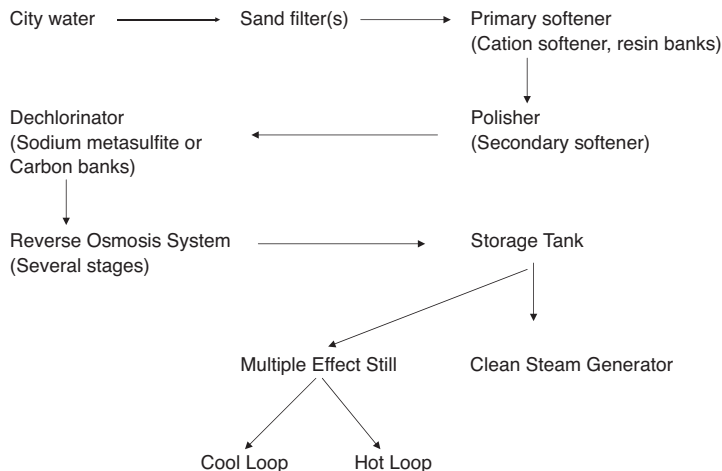 City water
Sand filter(s)
Primary softener
(Cation softener, resin banks)
Dechlorinator
(Sodium metasulfite or
Carbon banks)
Polisher
(Secondary softener)
Reverse Osmosis System
(Several stages)
Storage Tank
Multiple Effect Still
Clean Steam Generator
Cool Loop
Hot Loop